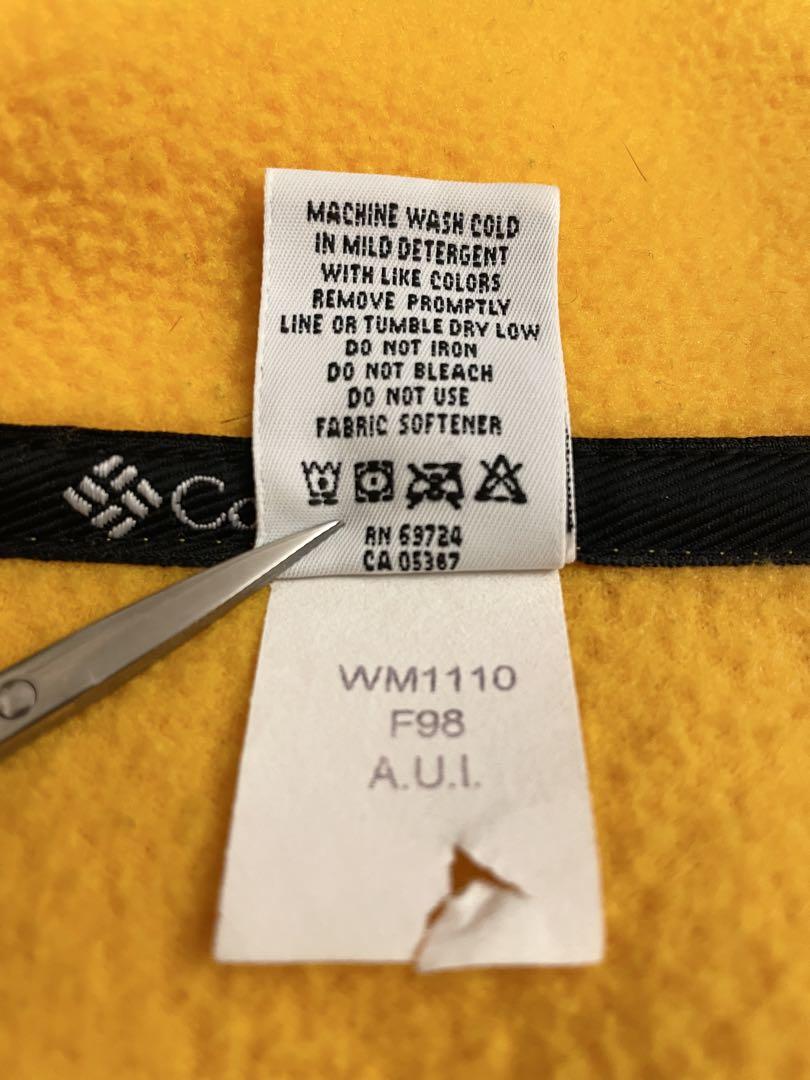 MACHINE WASH COLD
IN MILD DETERGENT
WITH LIKE COLORS
REMOVE PROMPTLY
LINE OR TUMBLE DRY LOW
DO NOT IRON
DO NOT BLEACH
DO NOT USE
FABRIC SOFTENER
Co
RN 69724
CA 05367
WM1110
F98
A.U.I.